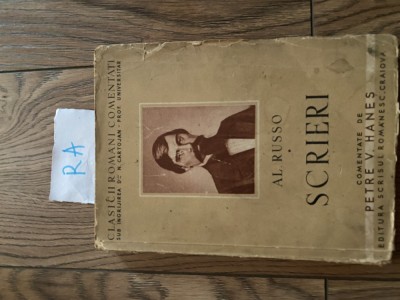 CLASICII ROMÂNI COMENTAȚI
SUB ÎNGRIJIREA D-LUI N. CARTOJAN PROF. UNIVERSITAR
AL. RUSSO
SCRIERI
COMENTATE DE
PETRE V. HANEȘ
EDITURA SCRISUL ROMÂNESC CRAIOVA
RA